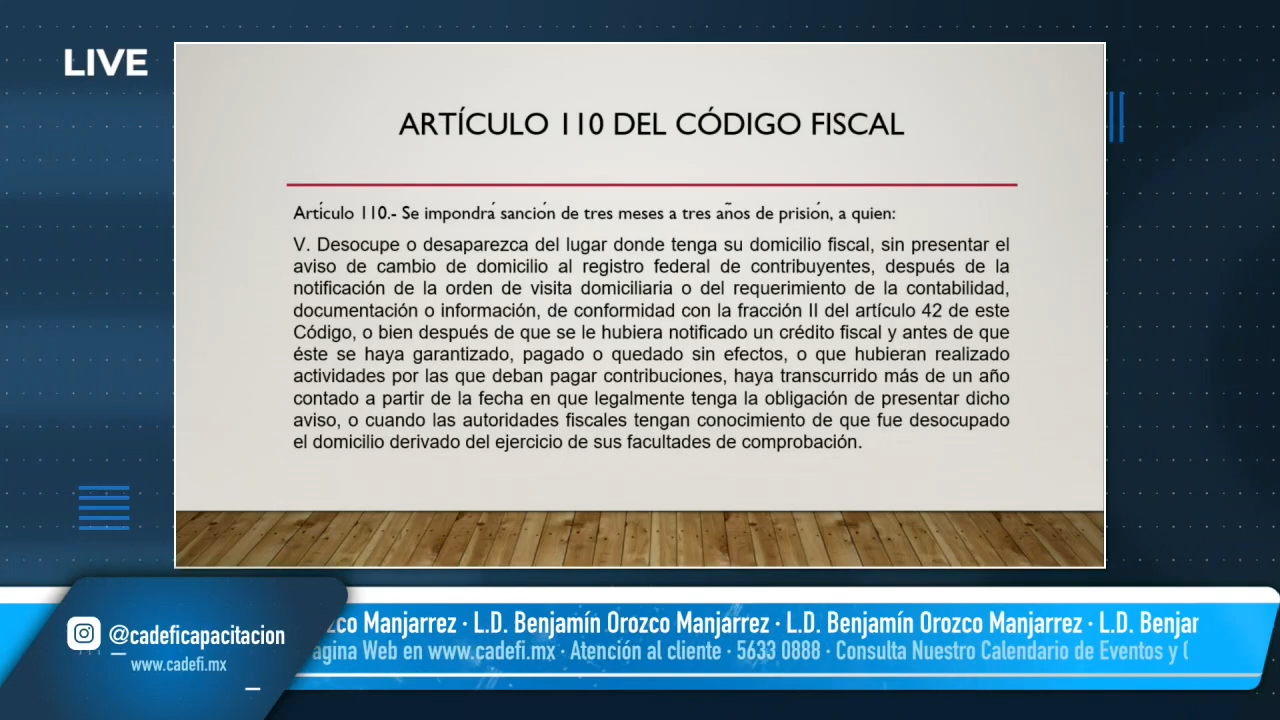 LIVE
ARTÍCULO 110 DEL CÓDIGO FISCAL
Artículo 110.- Se impondrá sanción de tres meses a tres años de prisión, a quien:
V. Desocupe o desaparezca del lugar donde tenga su domicilio fiscal, sin presentar el
aviso de cambio de domicilio al registro federal de contribuyentes, después de la
notificación de la orden de visita domiciliaria o del requerimiento de la contabilidad,
documentación o información, de conformidad con la fracción II del artículo 42 de este
Código, o bien después de que se le hubiera notificado un crédito fiscal y antes de que
éste se haya garantizado, pagado o quedado sin efectos, o que hubieran realizado
actividades por las que deban pagar contribuciones, haya transcurrido más de un año
contado a partir de la fecha en que legalmente tenga la obligación de presentar dicho
aviso, o cuando las autoridades fiscales tengan conocimiento de que fue desocupado
el domicilio derivado del ejercicio de sus facultades de comprobación.
@cadeficapacitacion
www.cadefi.mx
zco Manjarrez · L.D. Benjamín Orozco Manjarrez · L.D. Benjamín Orozco Manjarrez · L.D. Benjar
agina Web en www.cadefi.mx · Atención al cliente · 5633 0888 · Consulta Nuestro Calendario de Eventos y